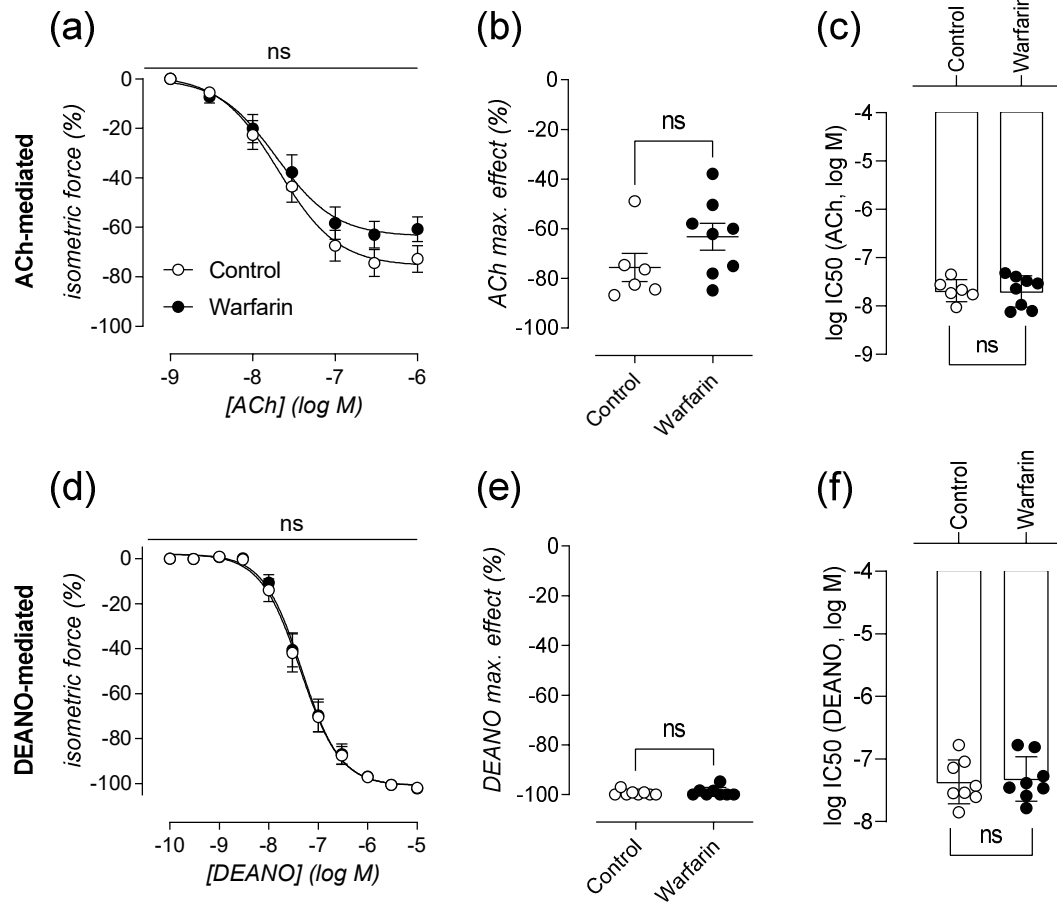 (a)
ns
ACh-mediated
isometric force (%)
0
-20
-40
-60
-80
-100
Control
Warfarin
-9
-8
-7
-6
[ACh] (log M)
(b)
ACh max. effect (%)
0
-20
-40
-60
-80
-100
ns
Control
Warfarin
(c)
Control
Warfarin
log IC50 (ACh, log M)
-4
-5
-6
-7
-8
-9
ns
(d)
ns
DEANO-mediated
isometric force (%)
0
-20
-40
-60
-80
-100
-10
-9
-8
-7
-6
-5
[DEANO] (log M)
(e)
DEANO max. effect (%)
0
-20
-40
-60
-80
-100
ns
Control
Warfarin
(f)
Control
Warfarin
log IC50 (DEANO, log M)
-4
-5
-6
-7
-8
ns